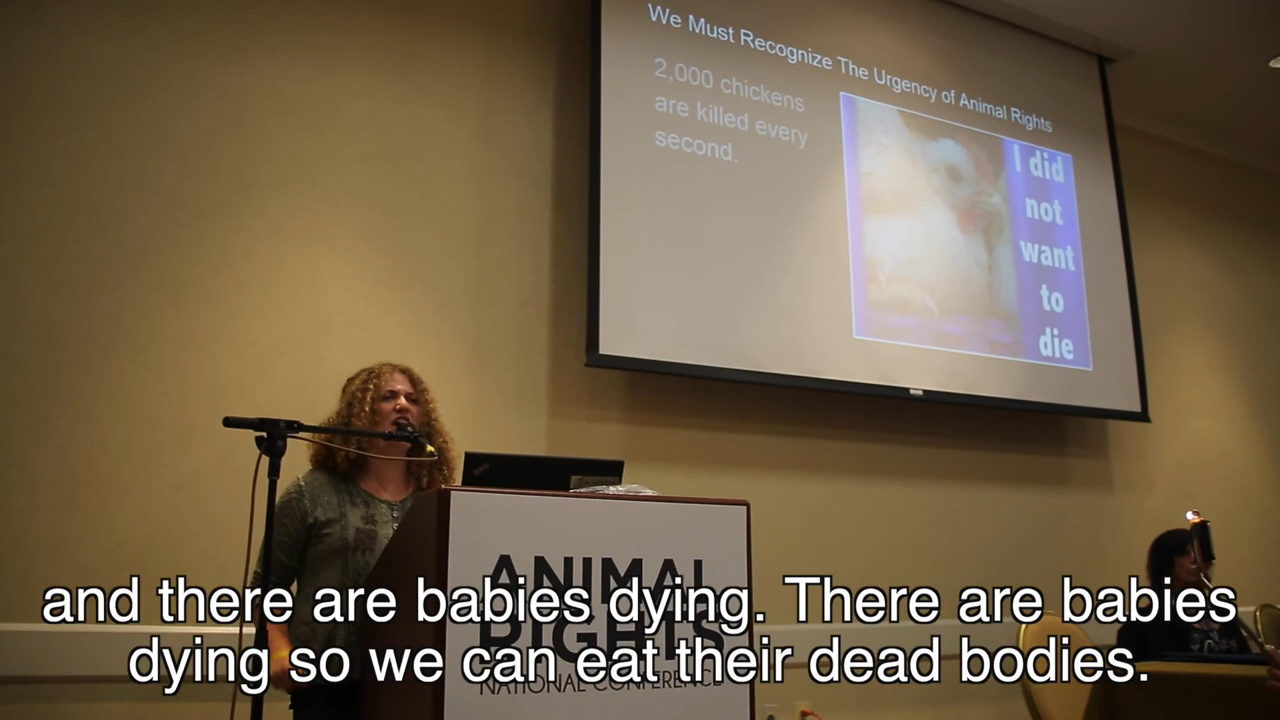 We Must Recognize The Urgency of Animal Rights
2,000 chickens
are killed every
second.
I did
not
want
to
die
ANIMAL
RIGHTS
NATIONAL CONFERENCE
and there are babies dying. There are babies
dying so we can eat their dead bodies.